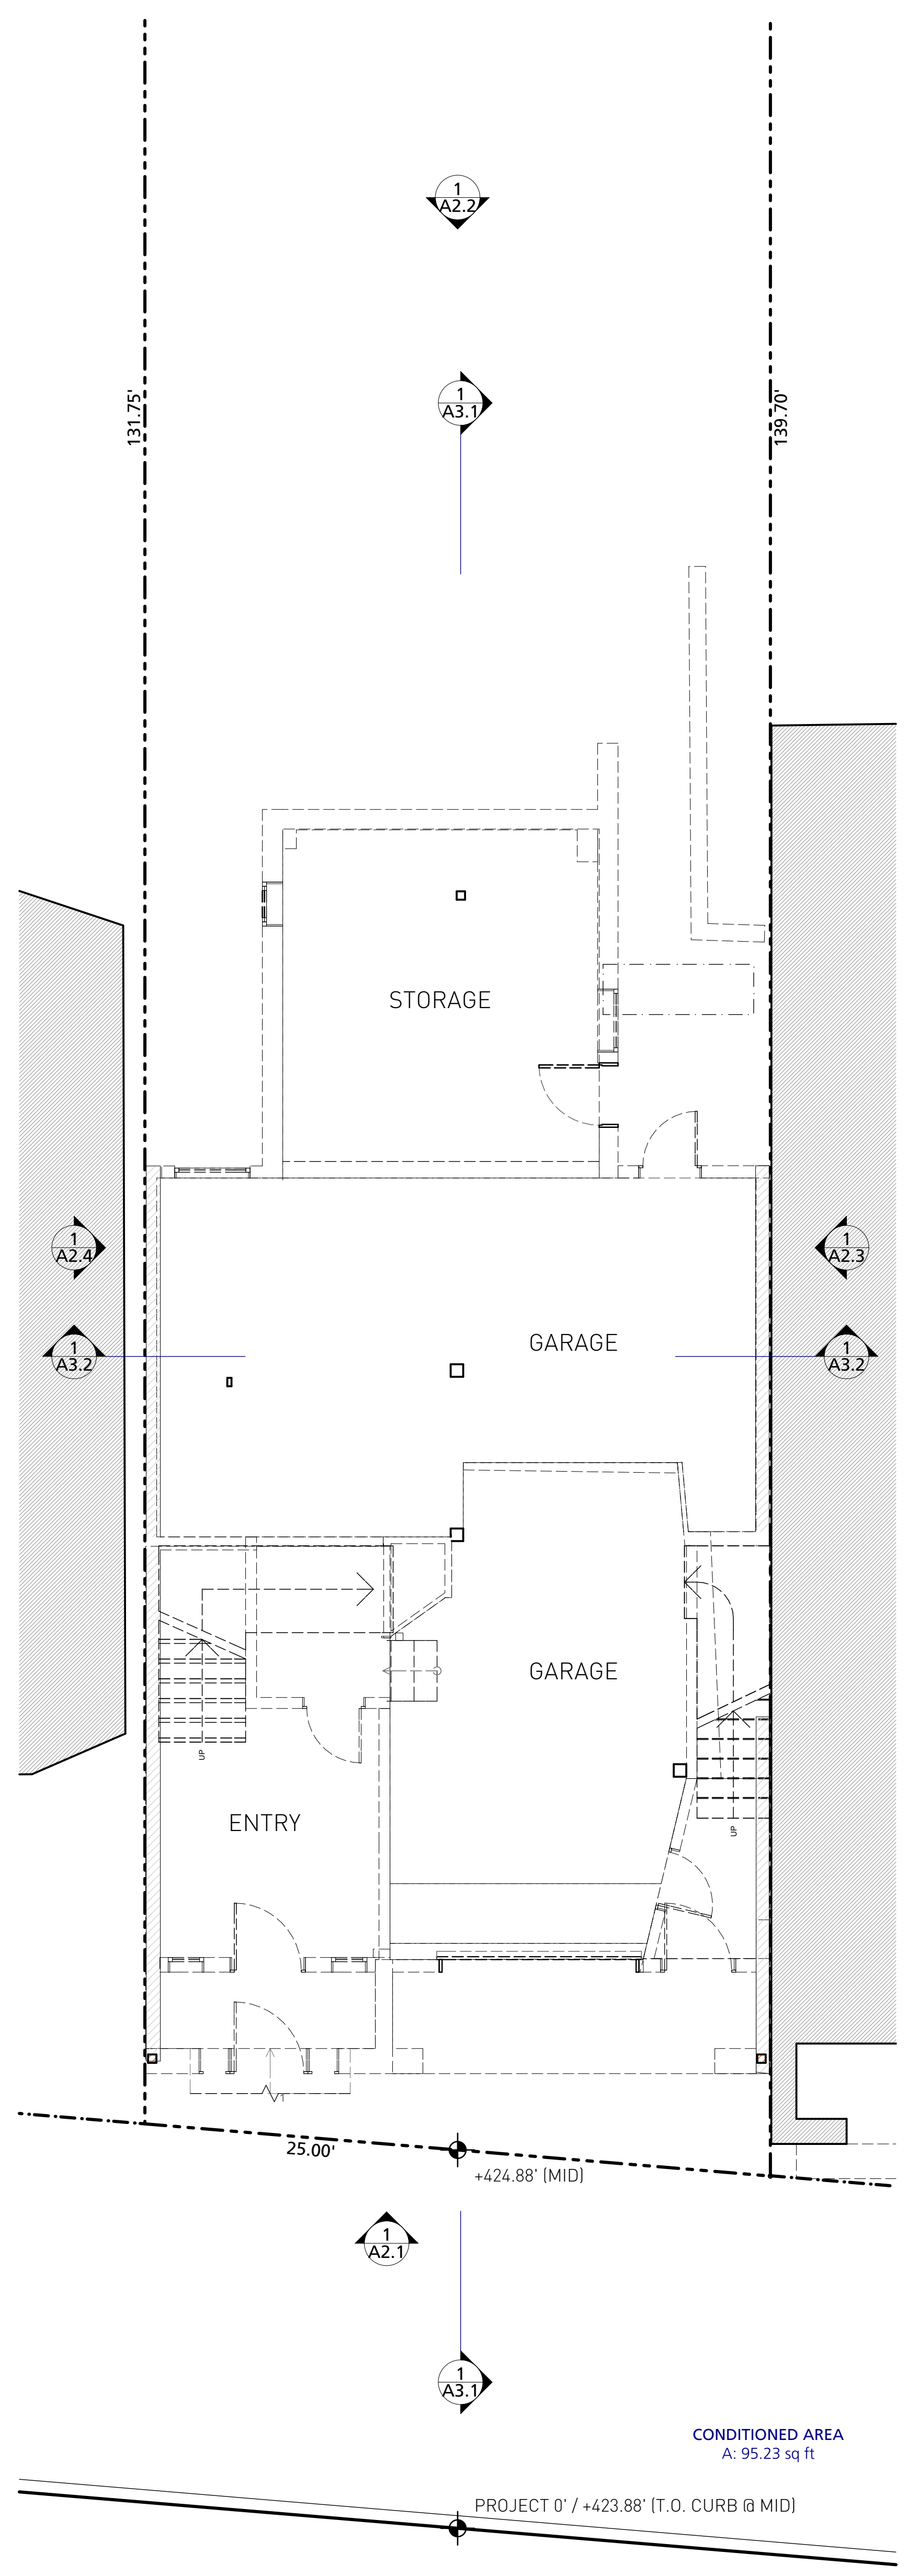 1
A2.2
131.75'
139.70'
1
A3.1
STORAGE
1
A2.4
1
A2.3
GARAGE
1
A3.2
1
A3.2
GARAGE
UP
ENTRY
UP
1
25.00'
+424.88' (MID)
1
A2.1
1
A3.1
CONDITIONED AREA
A: 95.23 sq ft
PROJECT 0' / +423.88' (T.O. CURB @ MID)